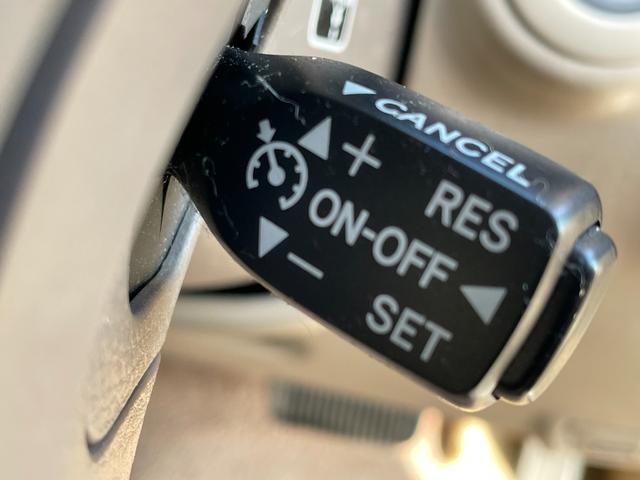 CANCEL
+ RES
ON-OFF
- SET